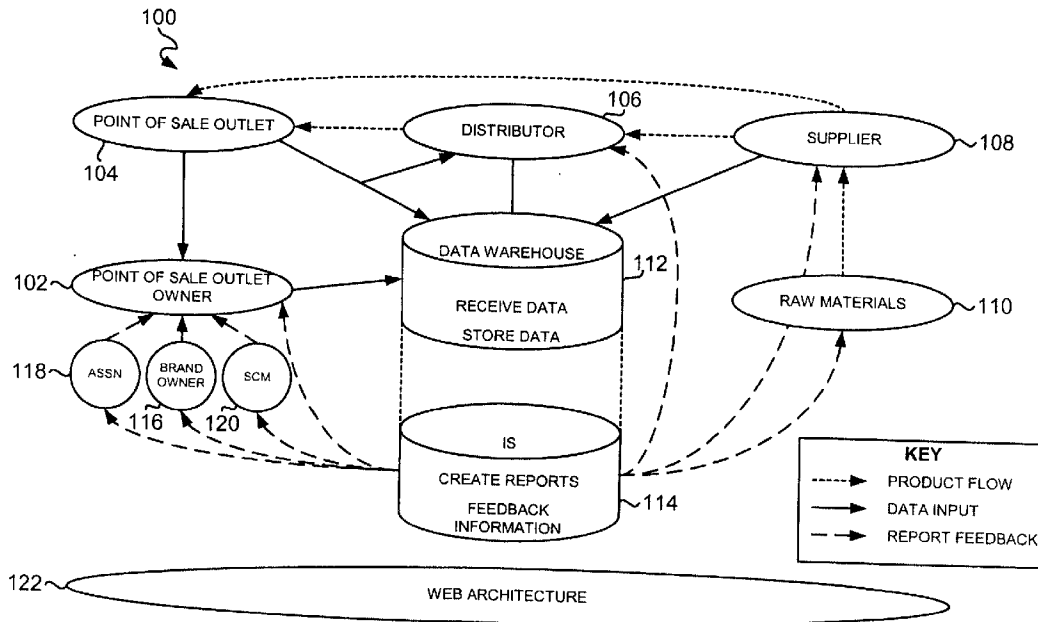 100
POINT OF SALE OUTLET
104
106
DISTRIBUTOR
SUPPLIER
108
102
POINT OF SALE OUTLET
OWNER
DATA WAREHOUSE
112
RECEIVE DATA
STORE DATA
RAW MATERIALS
110
118
ASSN
BRAND
OWNER
116
SCM
120
IS
CREATE REPORTS
FEEDBACK
INFORMATION
114
KEY
PRODUCT FLOW
DATA INPUT
REPORT FEEDBACK
122
WEB ARCHITECTURE